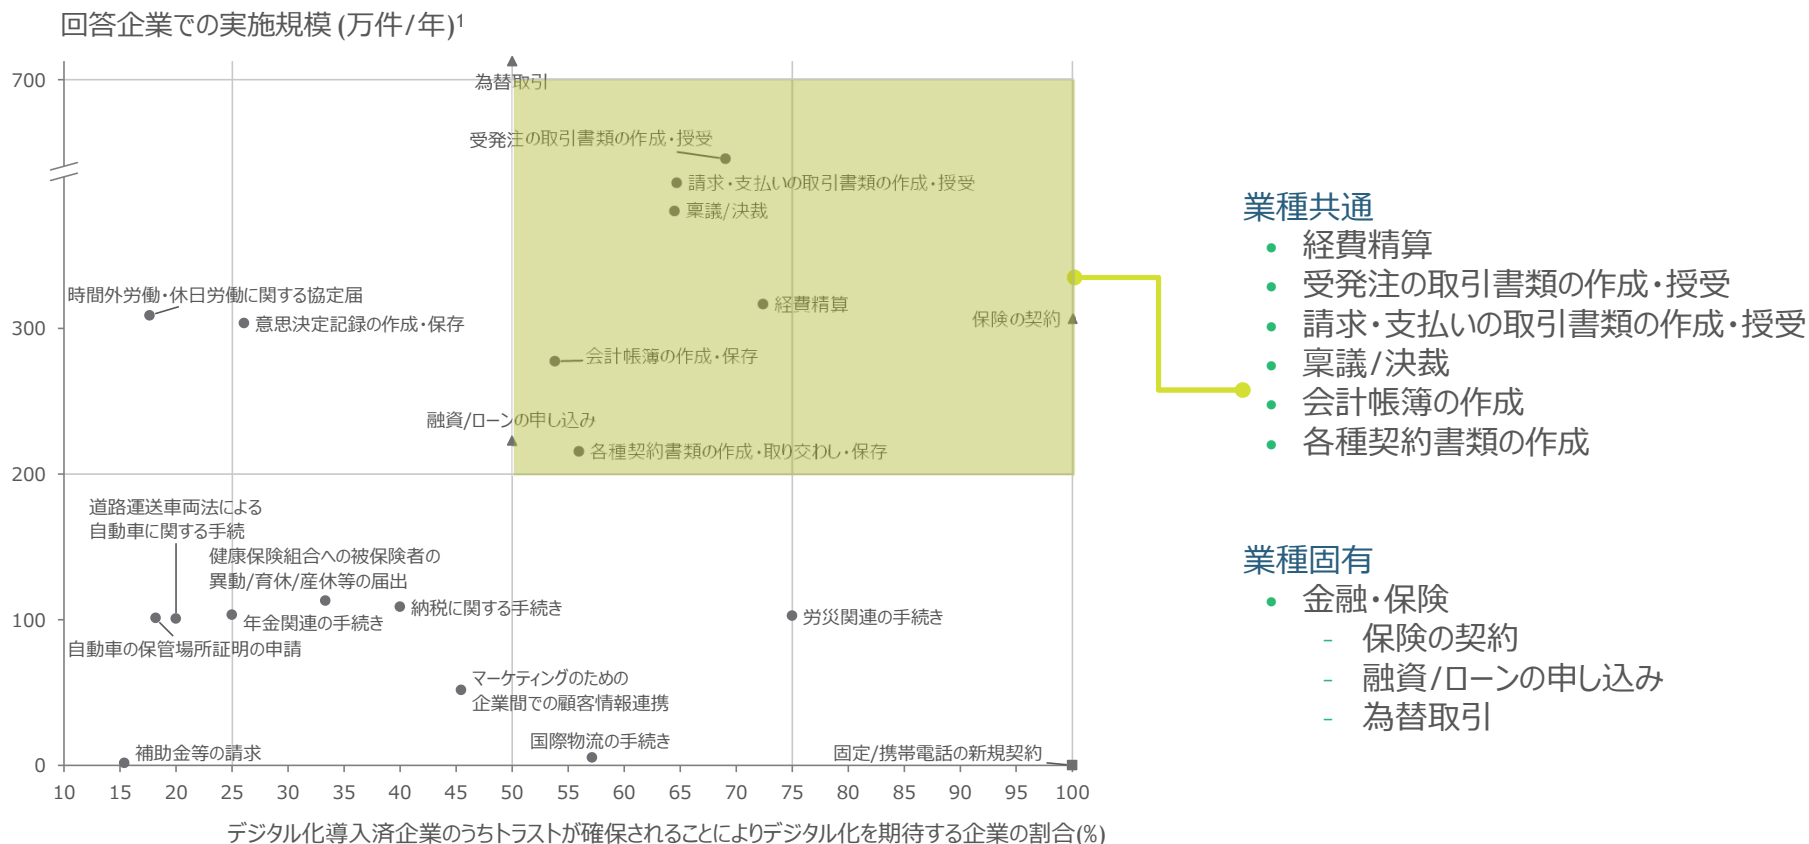 回答企業での実施規模 (万件/年)¹
700
為替取引
受発注の取引書類の作成・授受
請求・支払いの取引書類の作成・授受
稟議/決裁
時間外労働・休日労働に関する協定届
意思決定記録の作成・保存
経費精算
保険の契約
300
会計帳簿の作成・保存
融資/ローンの申し込み
各種契約書類の作成・取り交わし・保存
200
道路運送車両法による
自動車に関する手続
健康保険組合への被保険者の
異動/育休/産休等の届出
納税に関する手続き
労災関連の手続き
100
年金関連の手続き
自動車の保管場所証明の申請
マーケティングのための
企業間での顧客情報連携
国際物流の手続き
補助金等の請求
固定/携帯電話の新規契約
0
10 15 20 25 30 35 40 45 50 55 60 65 70 75 80 85 90 95 100
デジタル化導入済企業のうちトラストが確保されることによりデジタル化を期待する企業の割合(%)
業種共通
• 経費精算
• 受発注の取引書類の作成・授受
• 請求・支払いの取引書類の作成・授受
• 稟議/決裁
• 会計帳簿の作成
• 各種契約書類の作成
業種固有
• 金融・保険
– 保険の契約
– 融資/ローンの申し込み
– 為替取引